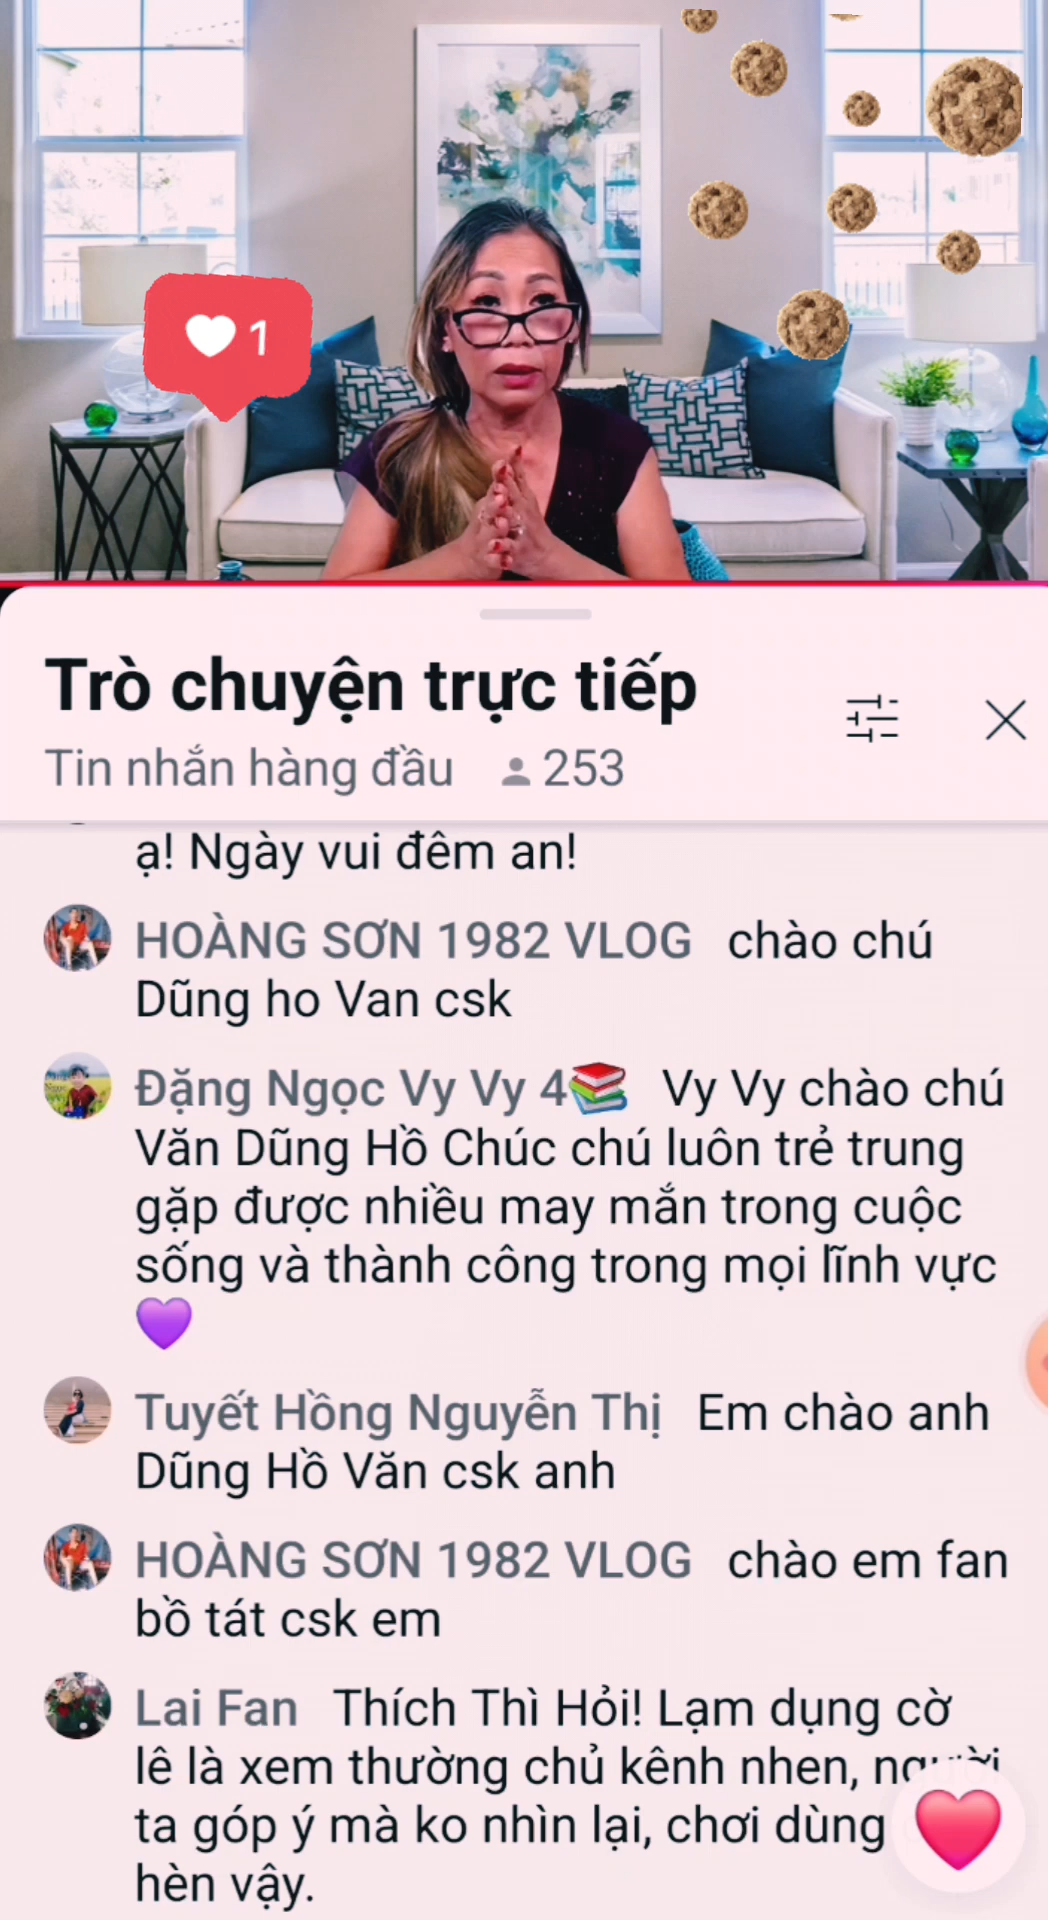 1
Trò chuyện trực tiếp
Tin nhắn hàng đầu 253
ạ! Ngày vui đêm an!
HOÀNG SƠN 1982 VLOG chào chú
Dũng ho Van csk
Đặng Ngọc Vy Vy 4📚 Vy Vy chào chú
Văn Dũng Hồ Chúc chú luôn trẻ trung
gặp được nhiều may mắn trong cuộc
sống và thành công trong mọi lĩnh vực
💜
Tuyết Hồng Nguyễn Thị Em chào anh
Dũng Hồ Văn csk anh
HOÀNG SƠN 1982 VLOG chào em fan
bồ tát csk em
Lai Fan Thích Thì Hỏi! Lạm dụng cờ
lê là xem thường chủ kênh nhen, người
ta góp ý mà ko nhìn lại, chơi dùng
hèn vậy.